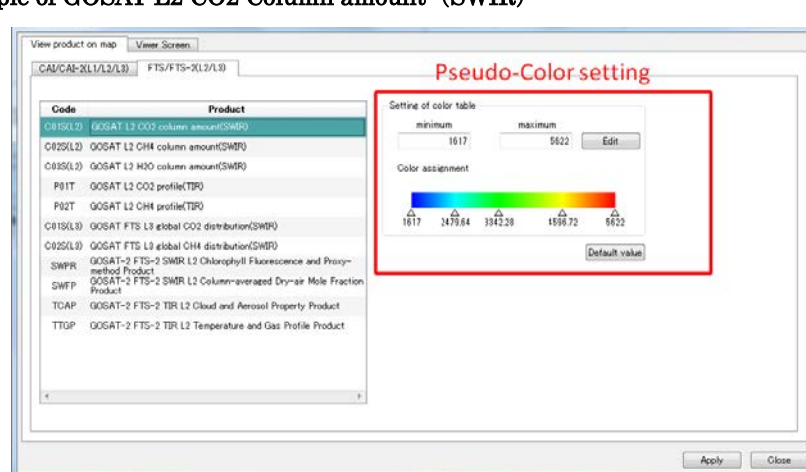 of GOSAT L2 CO2 Column amount (SWIR)
View product on map Viwer Screen
CAI/CAI-2(L1/L2/L3) FTS/FTS-2(L2/L3)
Pseudo-Color setting
Code Product
C01S(L2) GOSAT L2 CO2 column amount(SWIR)
C02S(L2) GOSAT L2 CH4 column amount(SWIR)
C03S(L2) GOSAT L2 H2O column amount(SWIR)
P01T GOSAT L2 CO2 profile(TIR)
P02T GOSAT L2 CH4 profile(TIR)
C01S(L3) GOSAT FTS L3 global CO2 distribution(SWIR)
C02S(L3) GOSAT FTS L3 global CH4 distribution(SWIR)
SWPR GOSAT-2 FTS-2 SWIR L2 Chlorophyll Fluorescence and Proxy-
method Product
SWFP GOSAT-2 FTS-2 SWIR L2 Column-averaged Dry-air Mole Fraction
Product
TCAP GOSAT-2 FTS-2 TIR L2 Cloud and Aerosol Property Product
TTGP GOSAT-2 FTS-2 TIR L2 Temperature and Gas Profile Product
Setting of color table
minimum maximum
1617 5622 Edit
Color assignment
1617 2479.64 3342.28 4596.72 5622
Default value
Apply Close